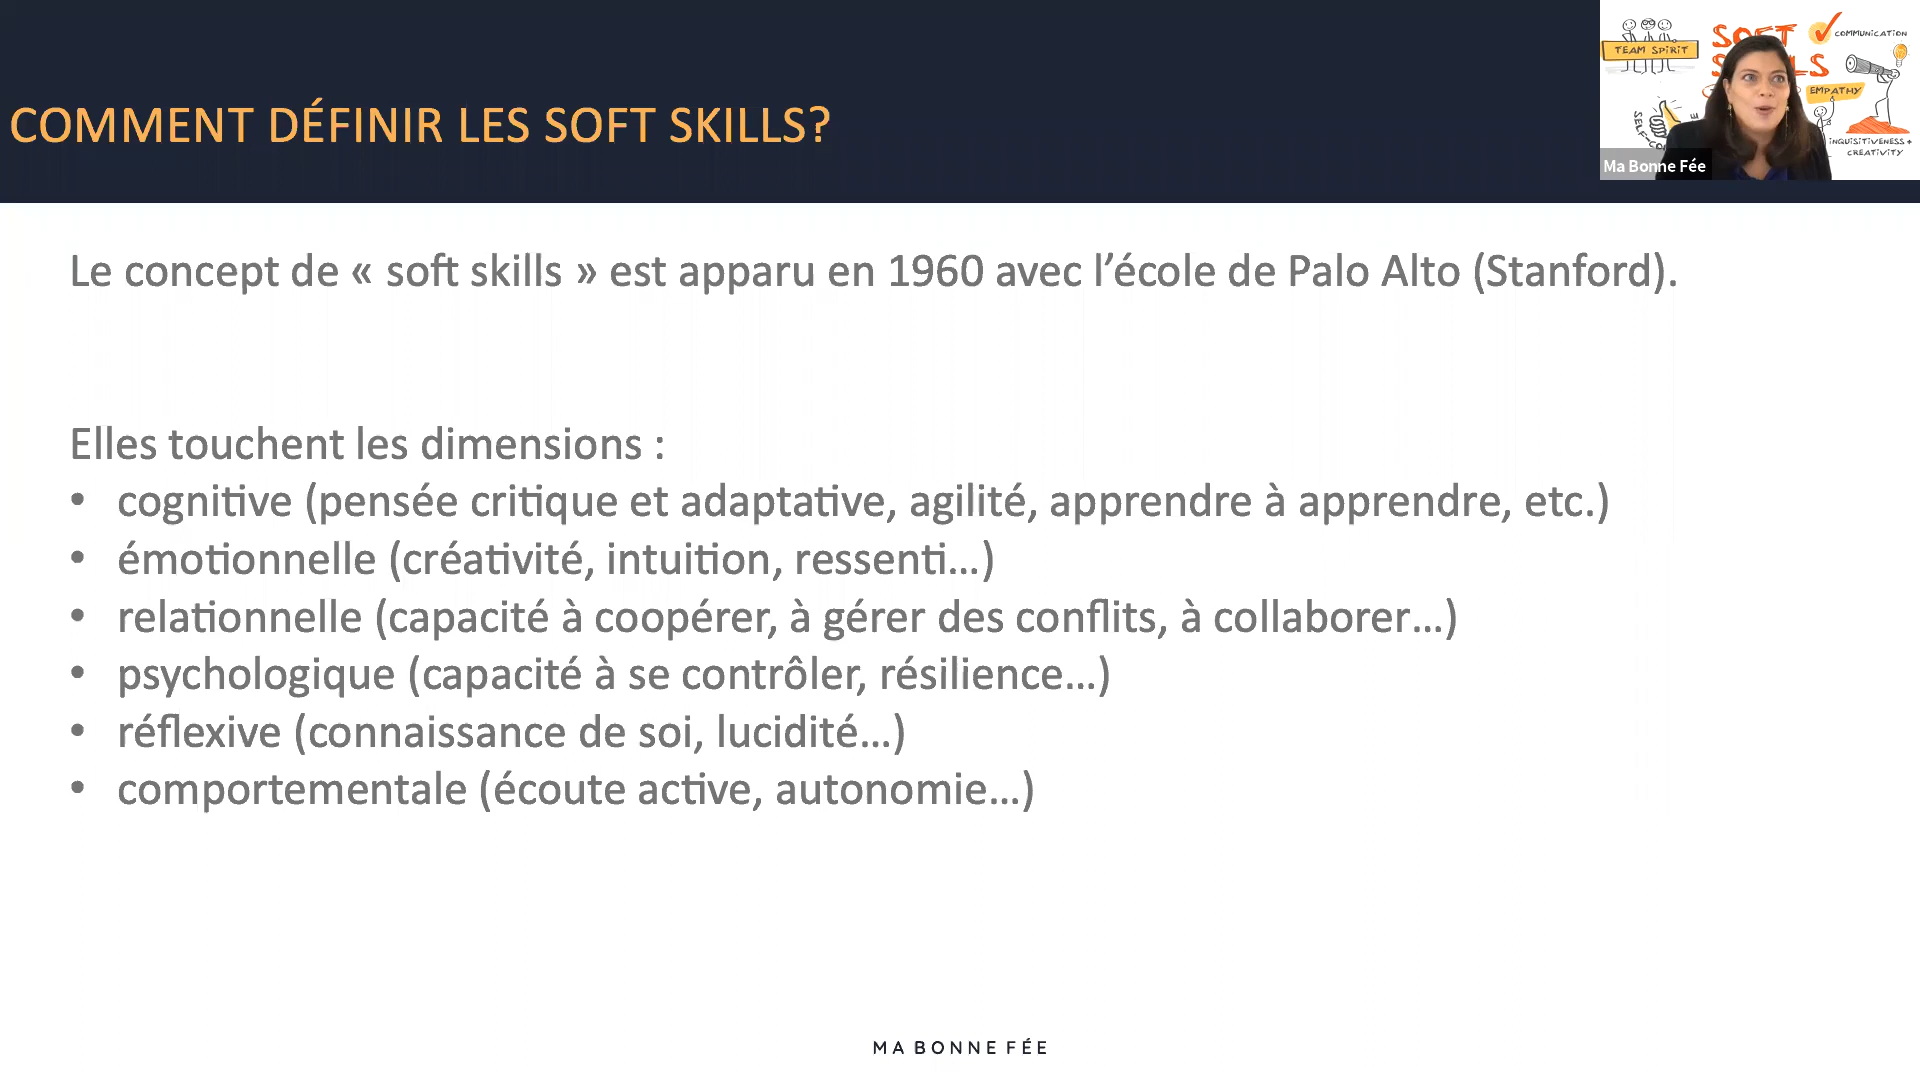 COMMENT DÉFINIR LES SOFT SKILLS?
TEAM SPIRIT
SOFT
COMMUNICATION
EMPATHY
INQUISITIVENESS +
CREATIVITY
Ma Bonne Fée
Le concept de « soft skills » est apparu en 1960 avec l’école de Palo Alto (Stanford).
Elles touchent les dimensions :
• cognitive (pensée critique et adaptative, agilité, apprendre à apprendre, etc.)
• émotionnelle (créativité, intuition, ressenti…)
• relationnelle (capacité à coopérer, à gérer des conflits, à collaborer…)
• psychologique (capacité à se contrôler, résilience…)
• réflexive (connaissance de soi, lucidité…)
• comportementale (écoute active, autonomie…)
MA BONNE FÉE